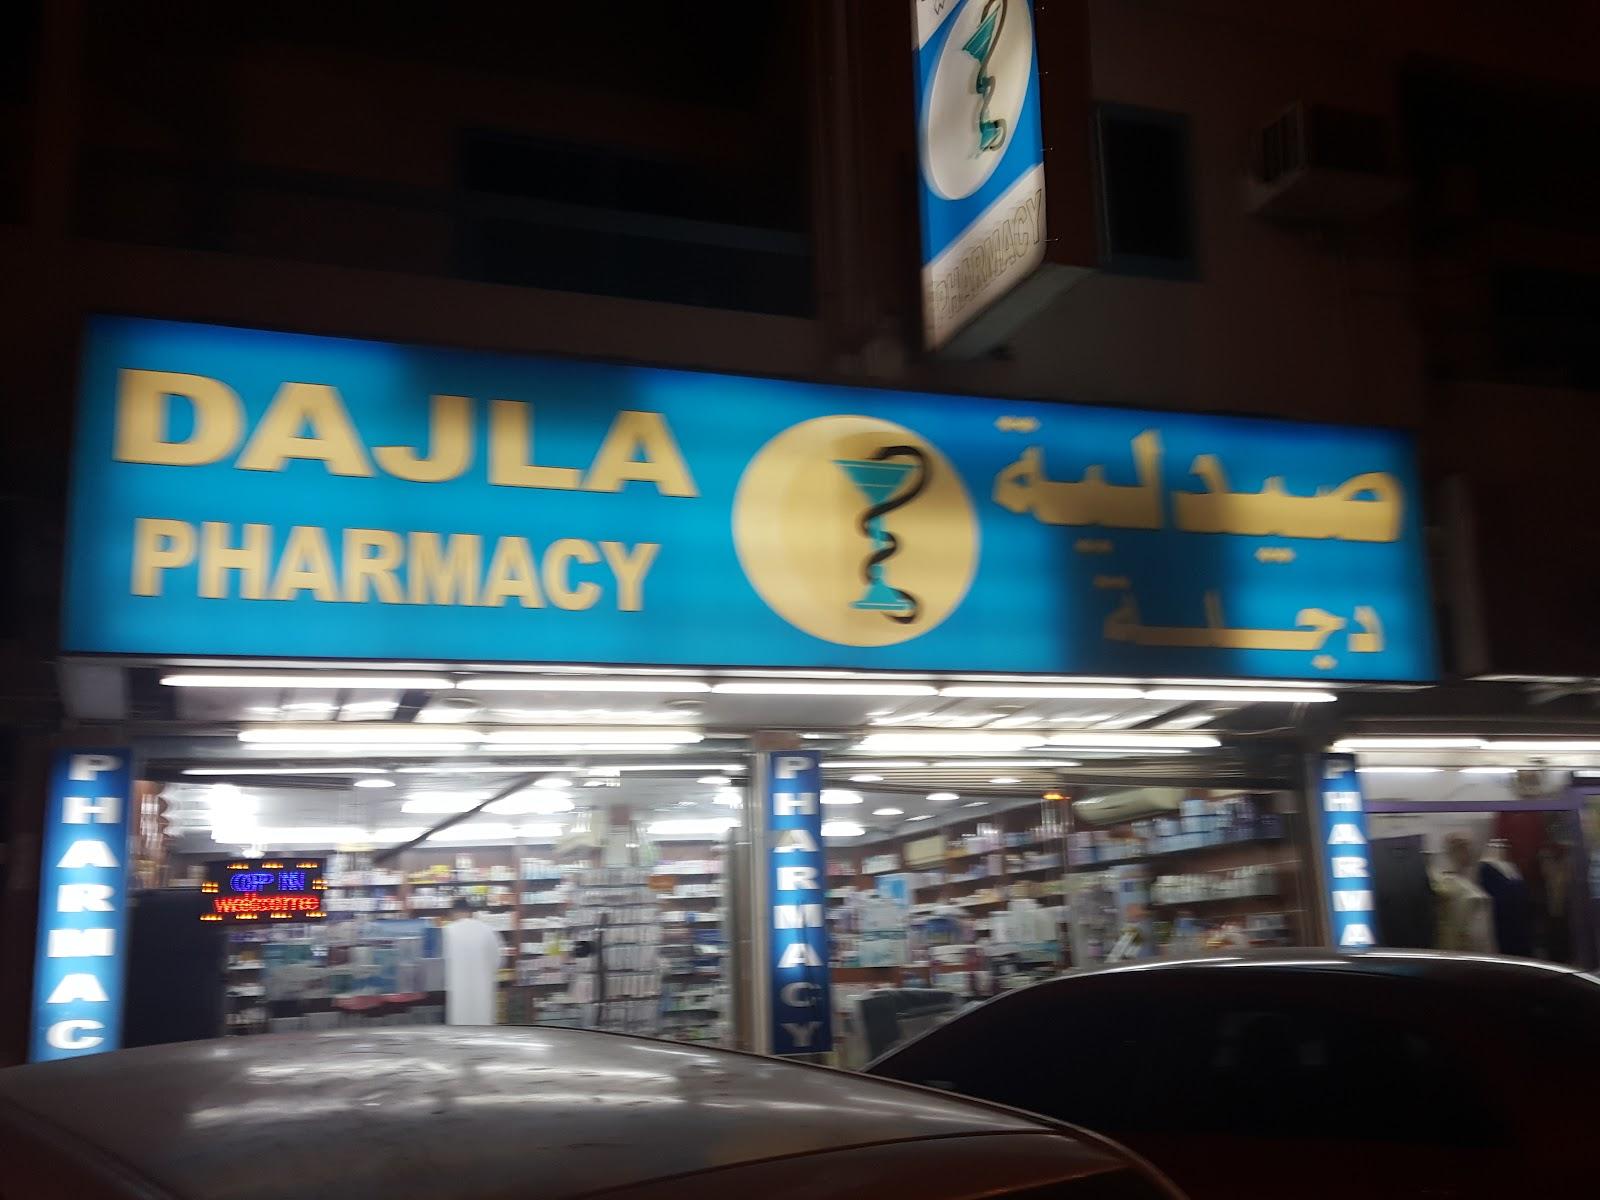 PHARMACY
DAJLA
PHARMACY
صيدلية
دجلة
PHARMAC
OPEN
welcome
PHARMACY
PHARMA